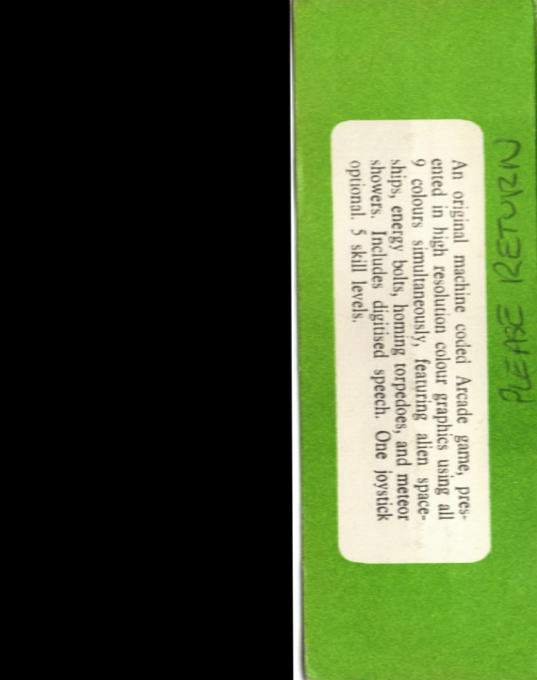 PLEASE RETURN
An original machine coded Arcade game, pres-
ented in high resolution colour graphics using all
9 colours simultaneously, featuring alien space-
ships, energy bolts, homing torpedoes, and meteor
showers. Includes digitised speech. One joystick
optional. 5 skill levels.